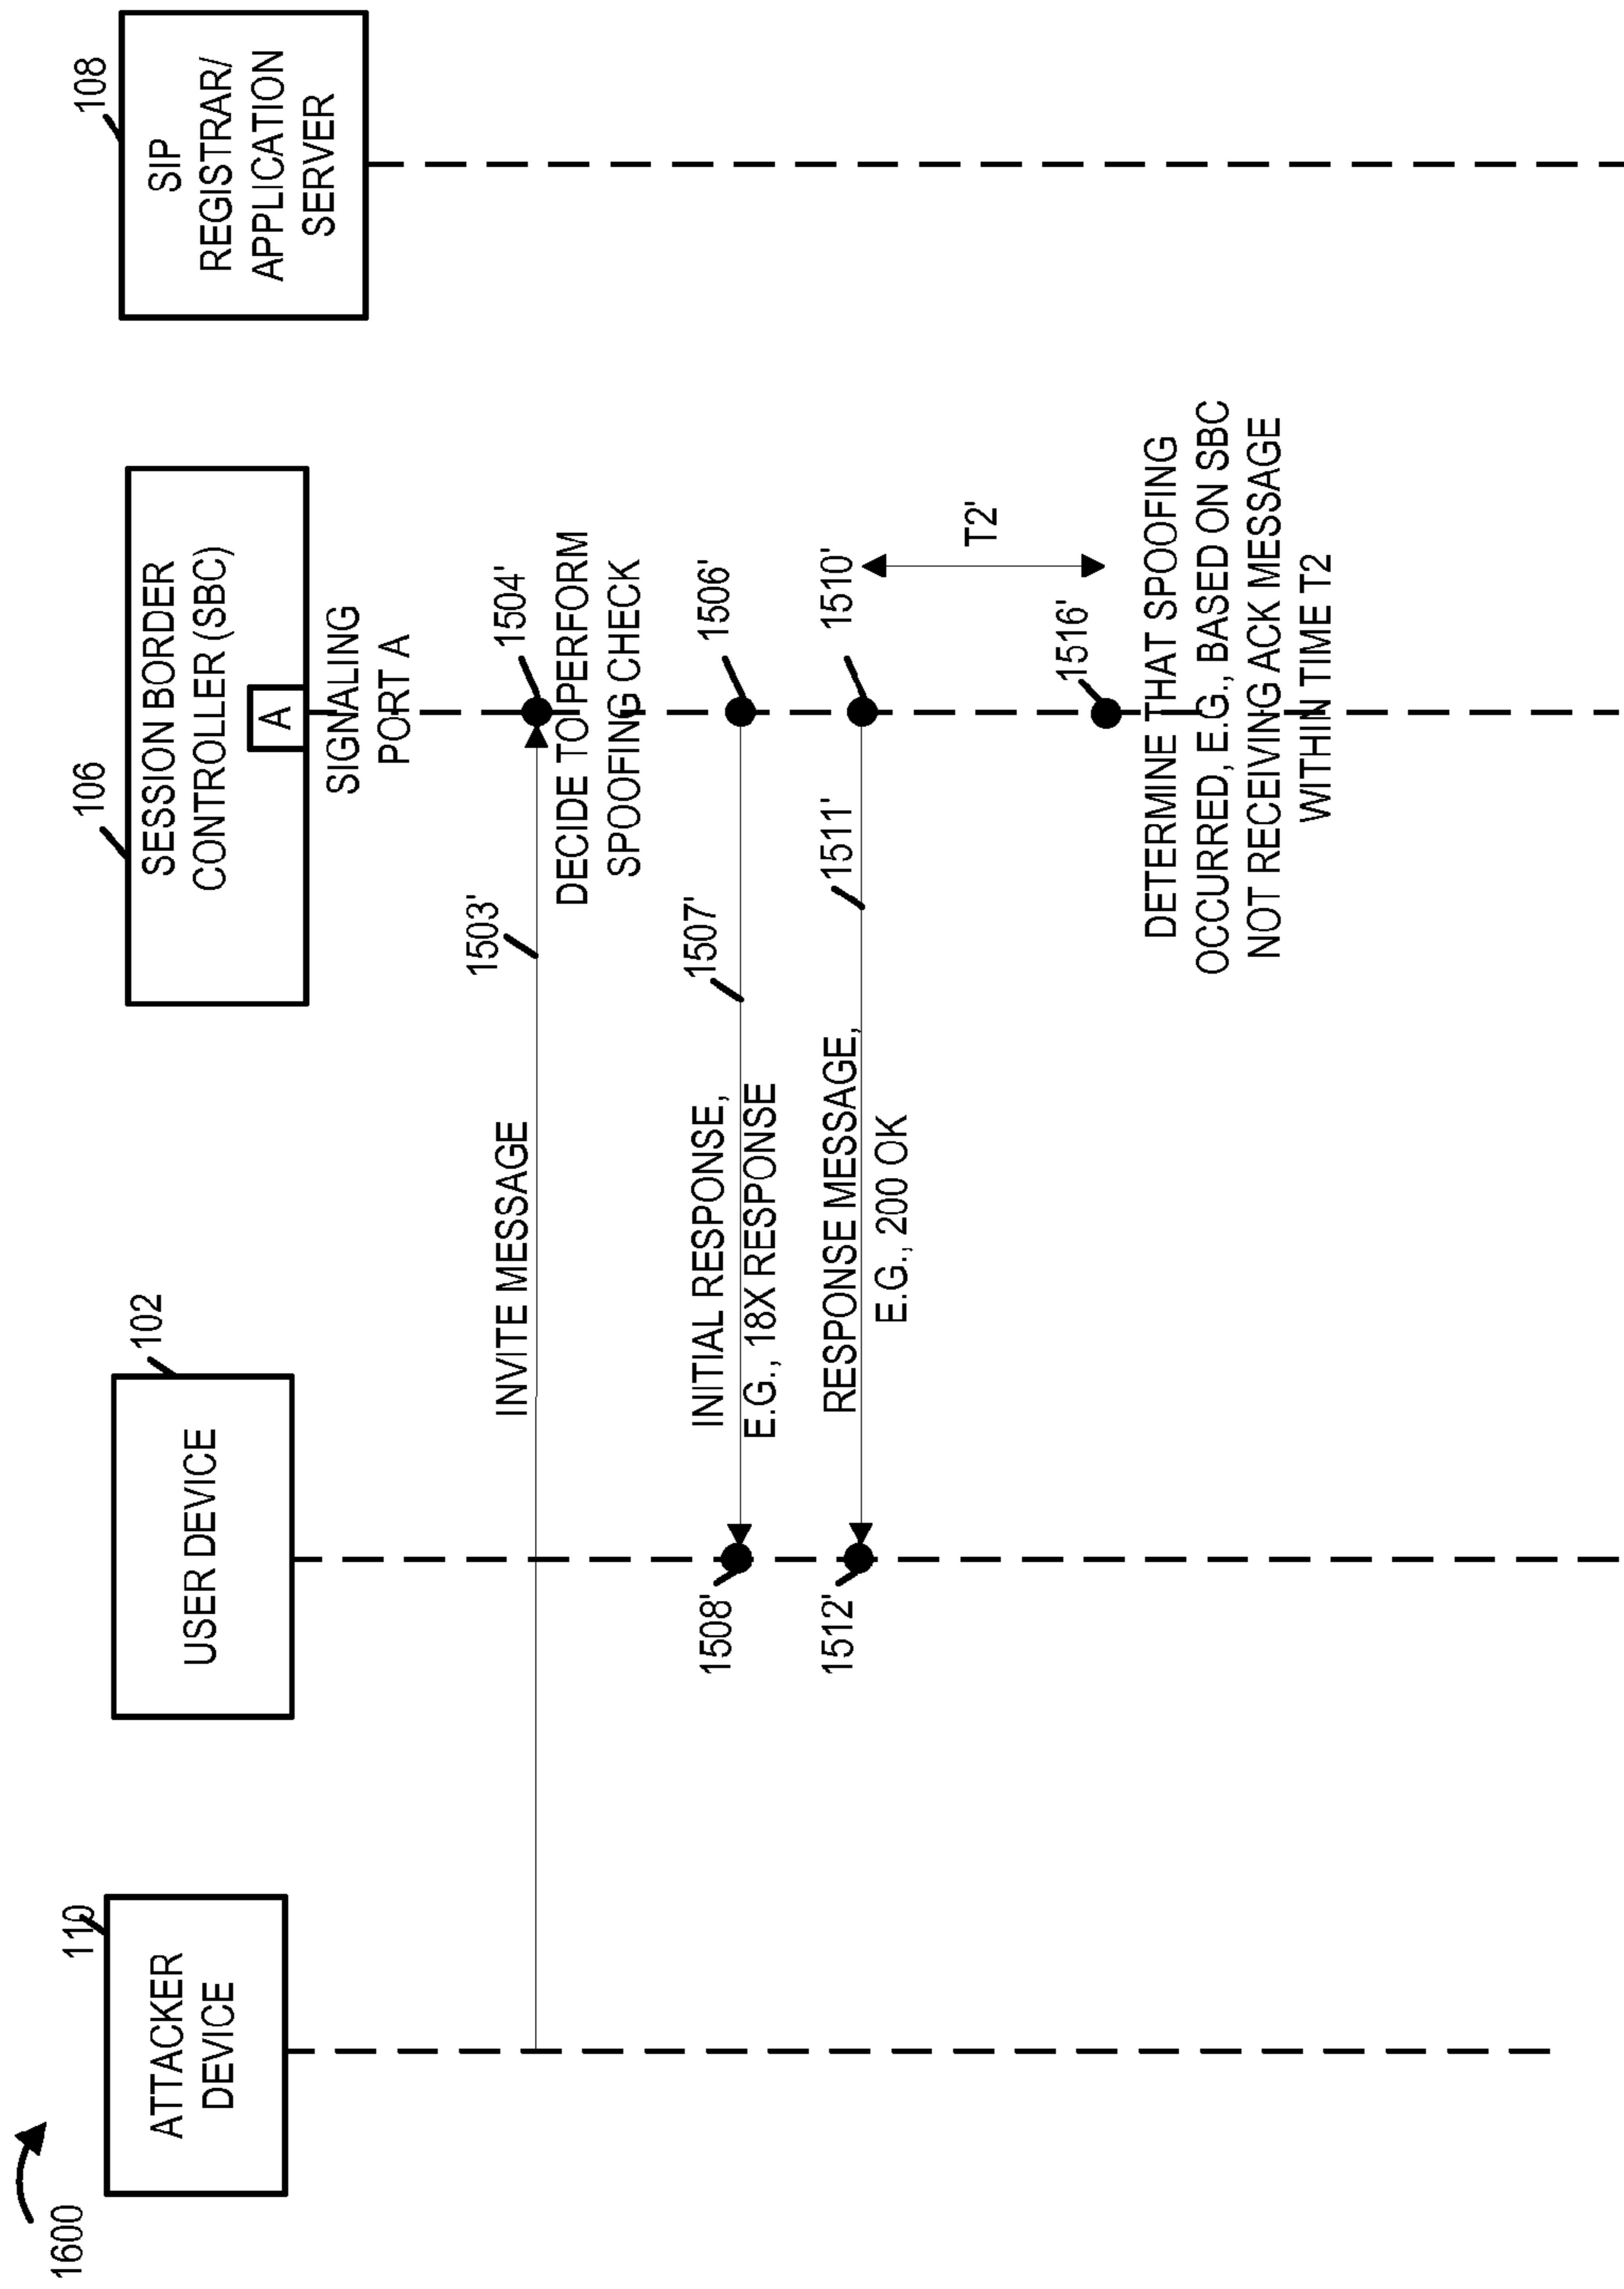 1600
110
ATTACKER
DEVICE
102
USER DEVICE
106
SESSION BORDER
CONTROLLER (SBC)
A
SIGNALING
PORT A
108
SIP
REGISTRAR/
APPLICATION
SERVER
INVITE MESSAGE
1503'
1504'
DECIDE TO PERFORM
SPOOFING CHECK
1508'
INITIAL RESPONSE,
E.G., 18X RESPONSE
1507'
1506'
1512'
RESPONSE MESSAGE,
E.G., 200 OK
1511'
1510'
T2'
1516'
DETERMINE THAT SPOOFING
OCCURRED, E.G., BASED ON SBC
NOT RECEIVING ACK MESSAGE
WITHIN TIME T2